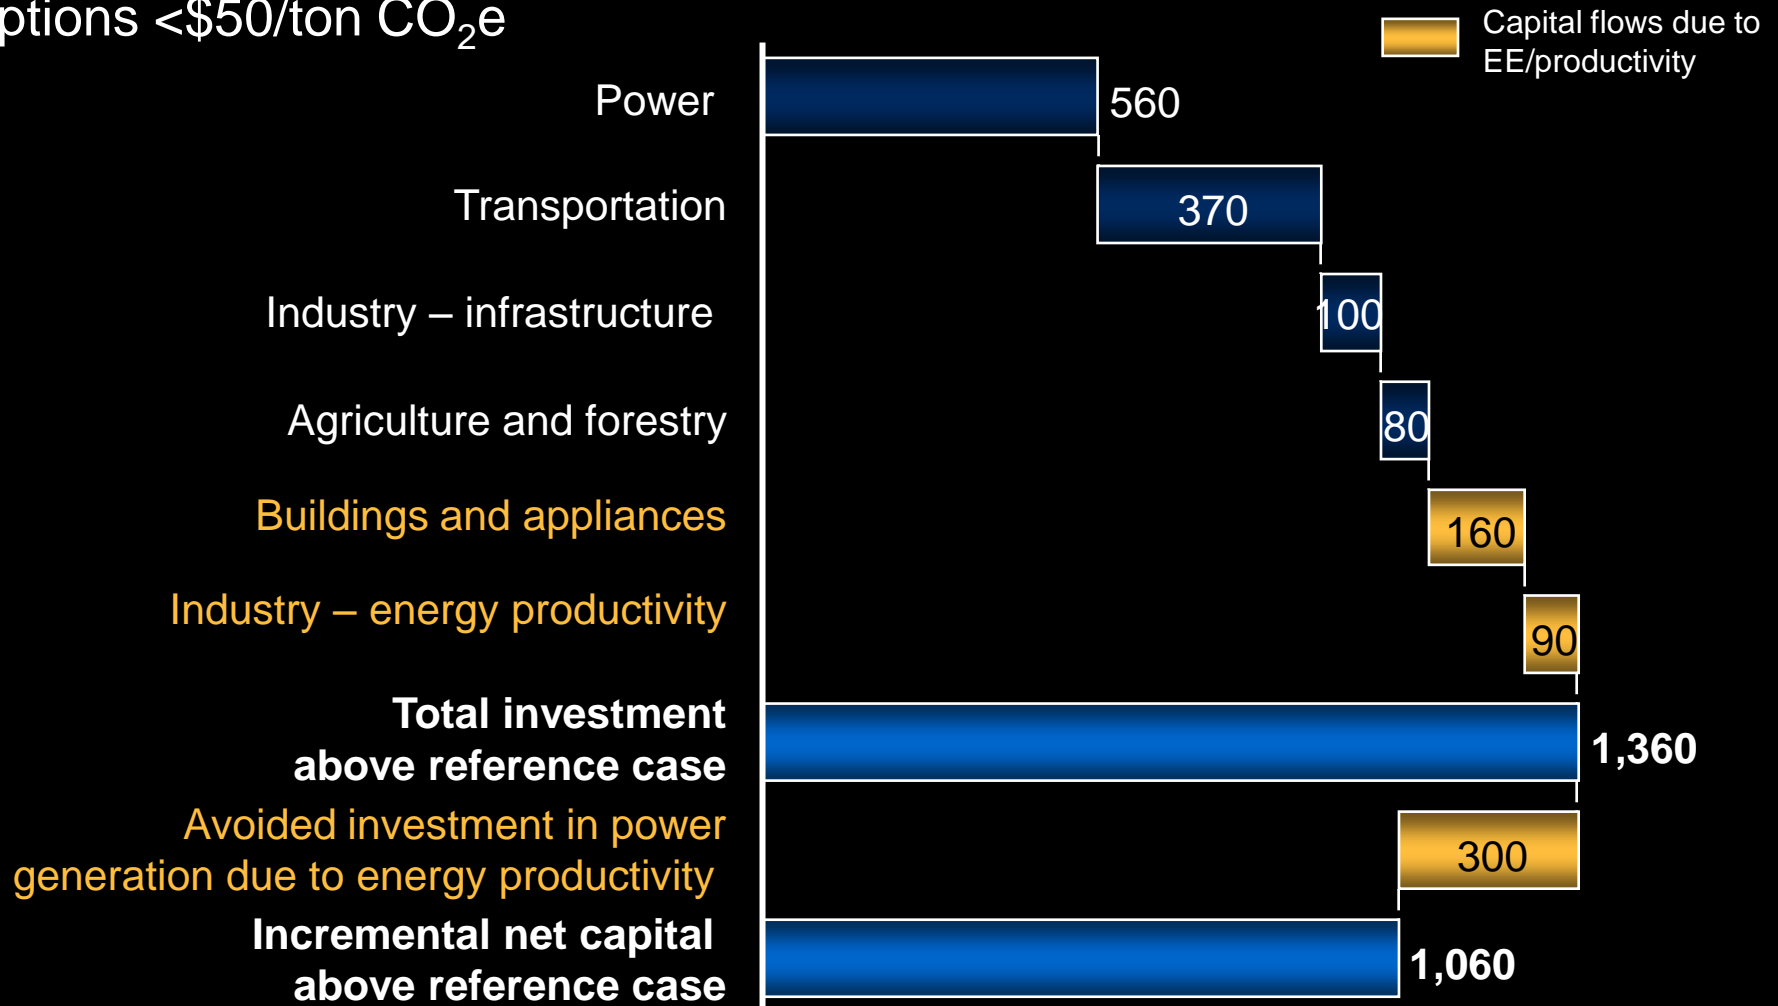 <$50/ton CO₂e
Capital flows due to
EE/productivity
Power
560
Transportation
370
Industry – infrastructure
100
Agriculture and forestry
80
Buildings and appliances
160
Industry – energy productivity
90
Total investment
above reference case
1,360
Avoided investment in power
generation due to energy productivity
300
Incremental net capital
above reference case
1,060